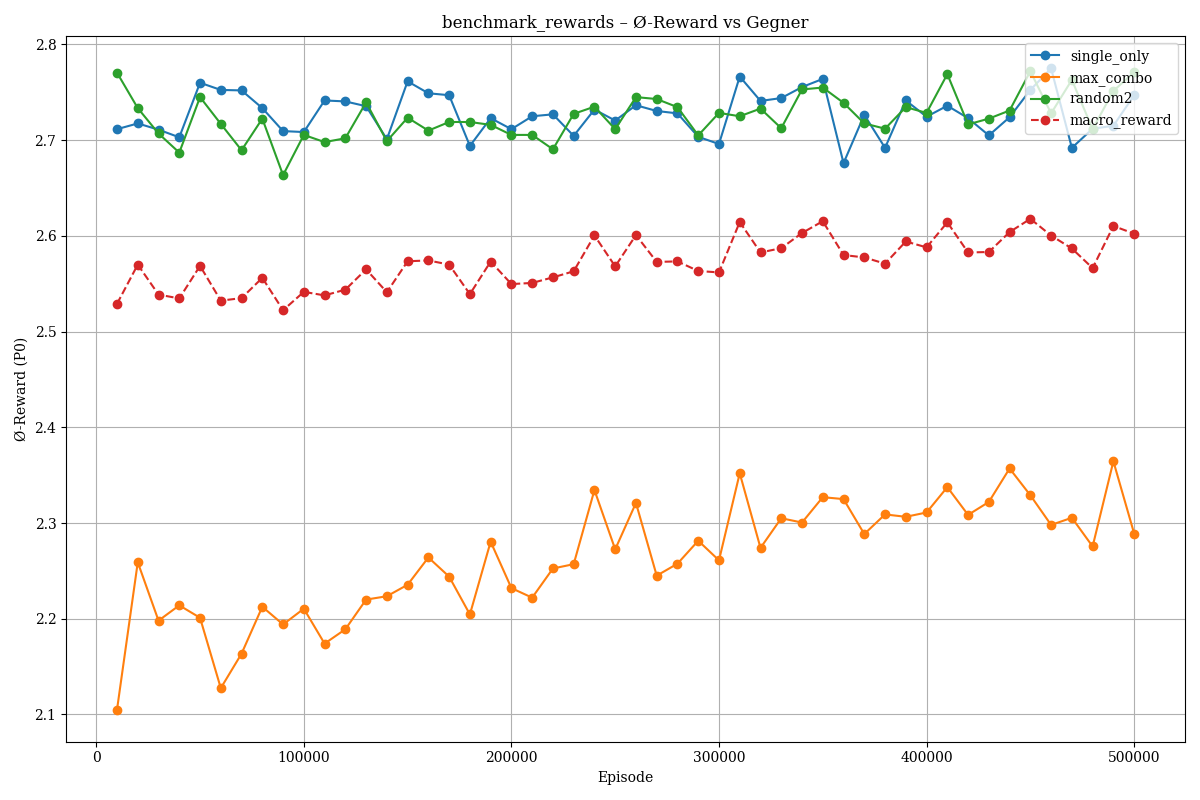 benchmark_rewards – Ø-Reward vs Gegner
2.8
2.7
2.6
2.5
2.4
2.3
2.2
2.1
Ø-Reward (P0)
single_only
max_combo
random2
macro_reward
0
100000
200000
300000
400000
500000
Episode